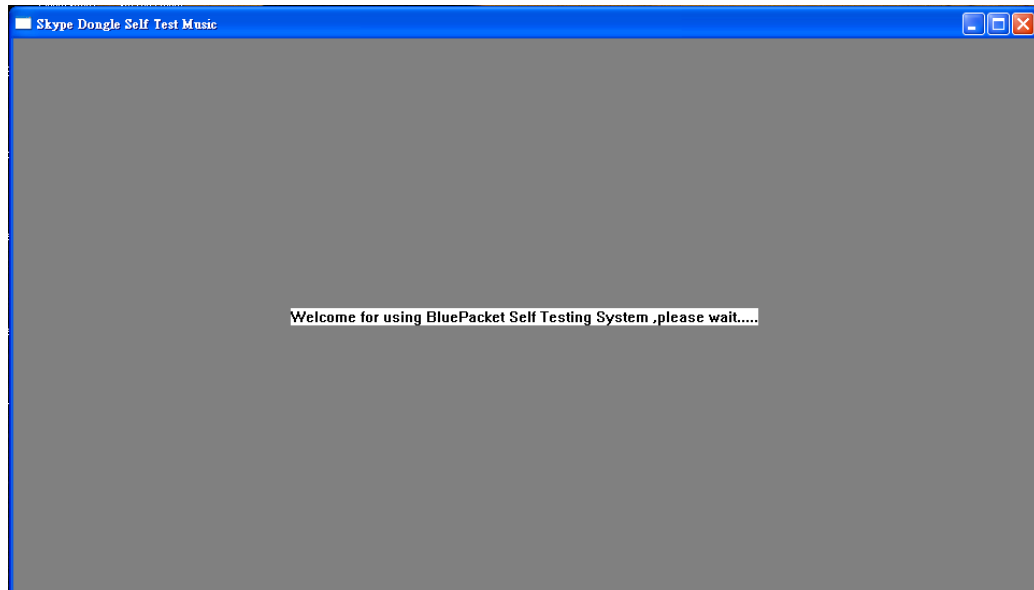 Skype Dongle Self Test Music
Welcome for using BluePacket Self Testing System ,please wait.....